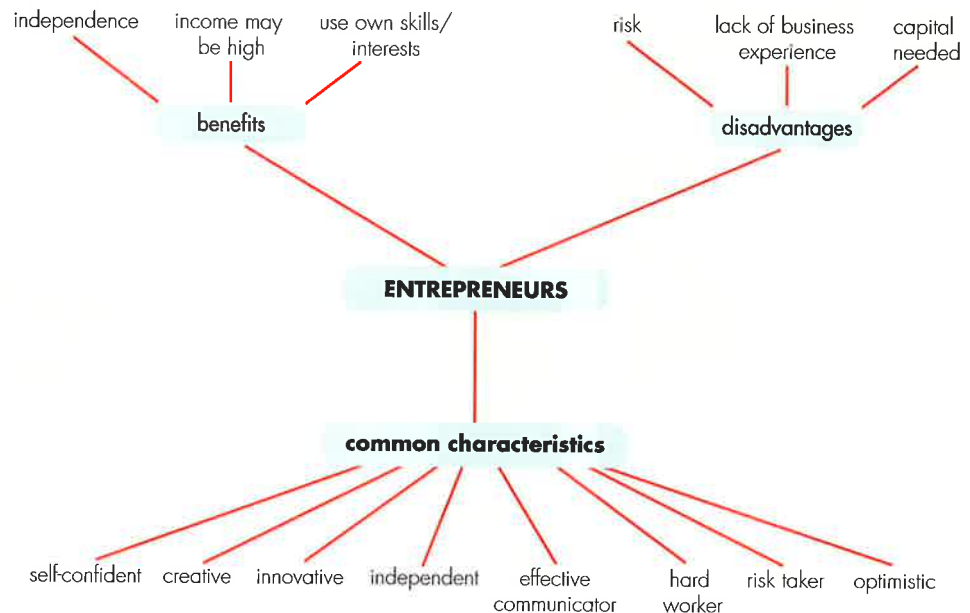 independence
income may
be high
use own skills/
interests
risk
lack of business
experience
capital
needed
benefits
disadvantages
ENTREPRENEURS
common characteristics
self-confident
creative
innovative
independent
effective
communicator
hard
worker
risk taker
optimistic